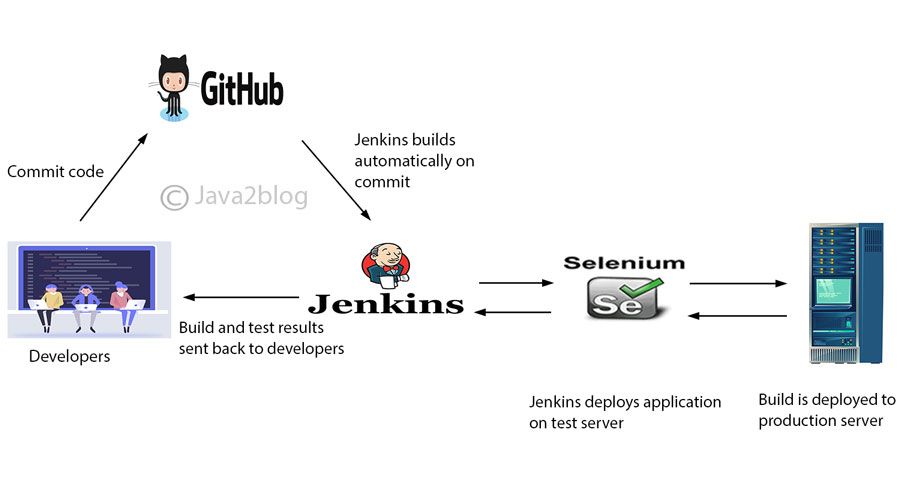 GitHub
Jenkins builds
automatically on
commit
Commit code
© Java2blog
Selenium
Se
Jenkins
Build and test results
sent back to developers
Developers
Jenkins deploys application
on test server
Build is deployed to
production server